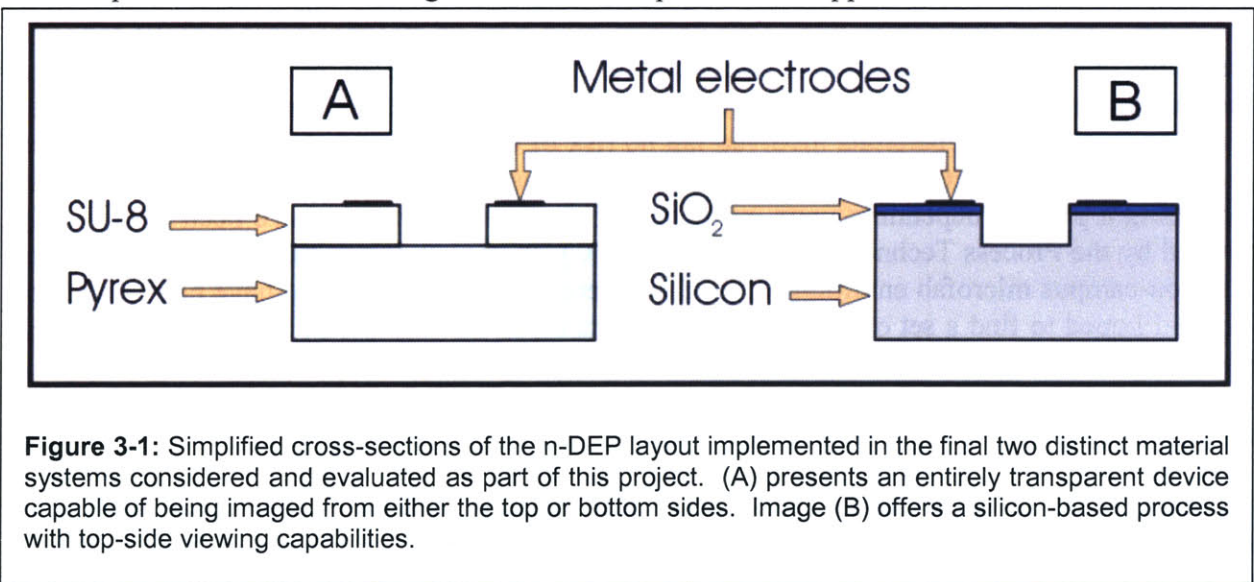 A
Metal electrodes
B
SU-8
SiO₂
Pyrex
Silicon
Figure 3-1: Simplified cross-sections of the n-DEP layout implemented in the final two distinct material
systems considered and evaluated as part of this project. (A) presents an entirely transparent device
capable of being imaged from either the top or bottom sides. Image (B) offers a silicon-based process
with top-side viewing capabilities.